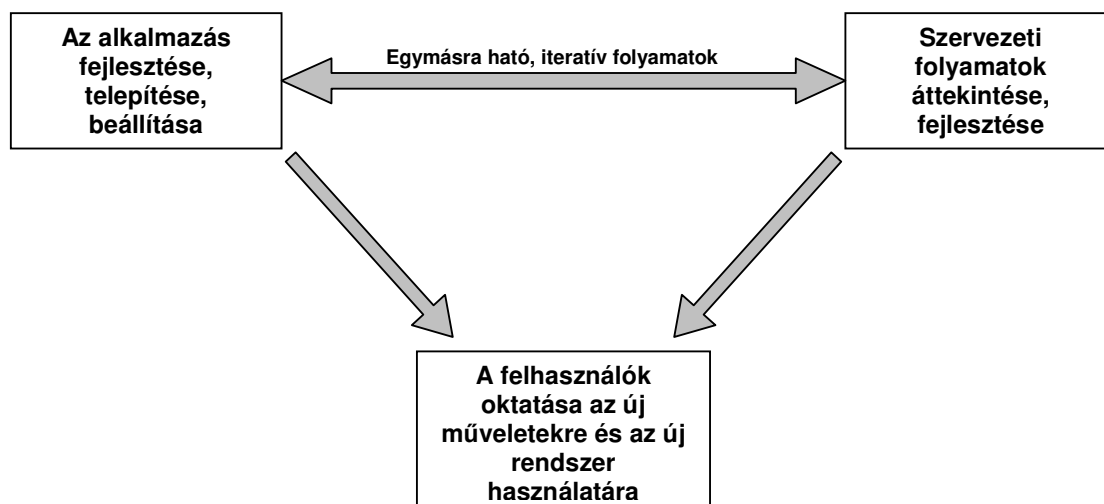 Az alkalmazás
fejlesztése,
telepítése,
beállítása
Egymásra ható, iteratív folyamatok
Szervezeti
folyamatok
áttekintése,
fejlesztése
A felhasználók
oktatása az új
műveletekre és az új
rendszer
használatára